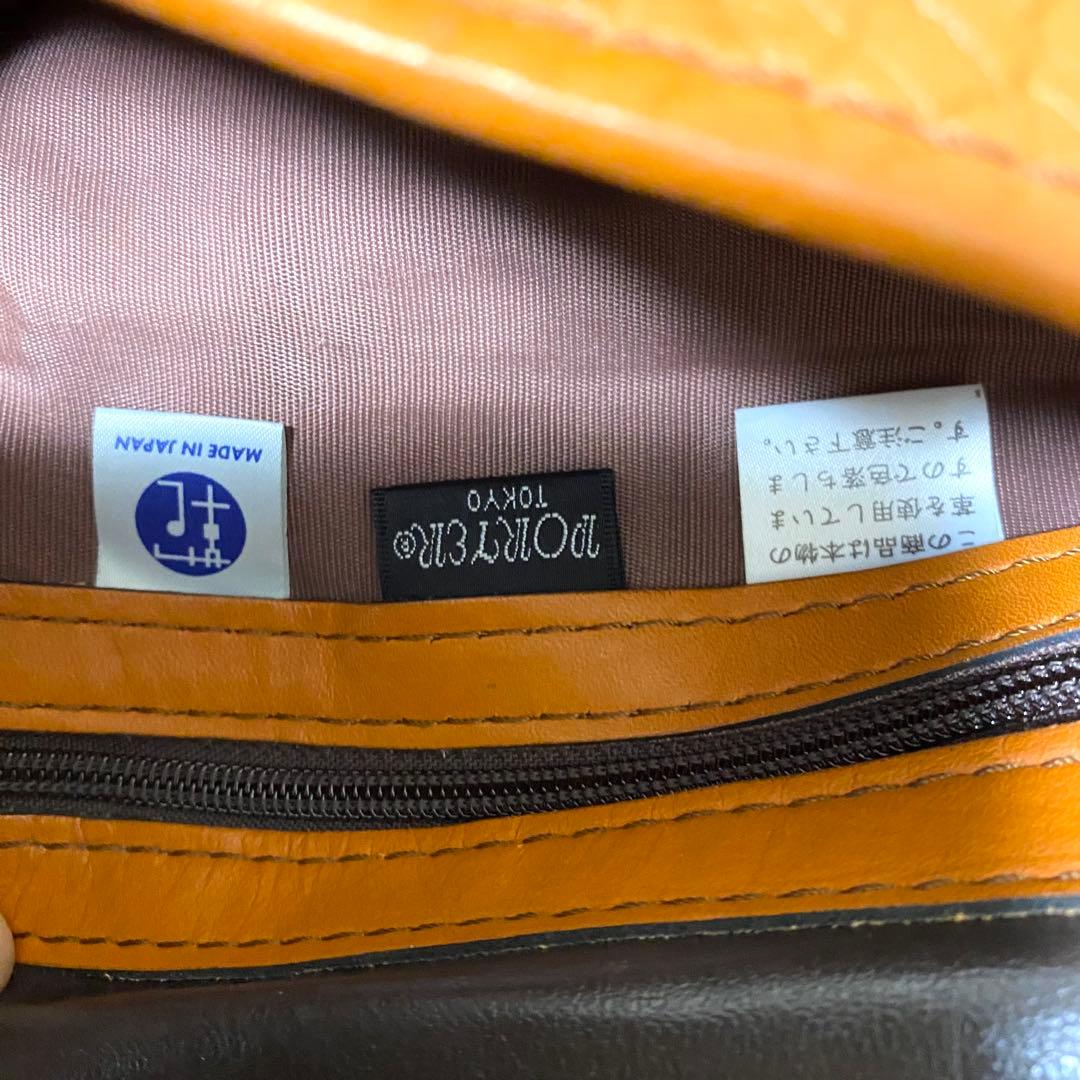 この商品は本物の
革を使用していま
すので色落ちしま
す。ご注意下さい。
PORTER®
TOKYO
MADE IN JAPAN